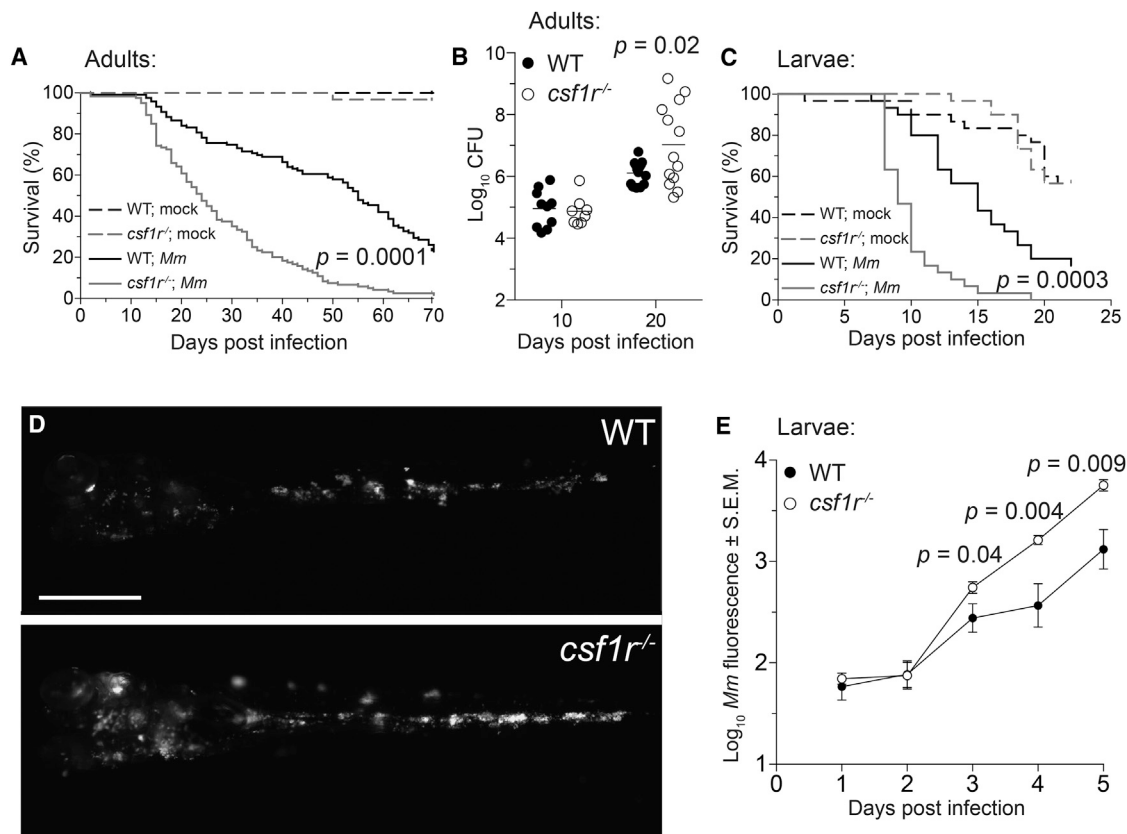 A Adults:
Survival (%)
100
80
60
40
20
0
WT; mock
csf1r-/; mock
WT; Mm
csf1r-/-; Mm
p = 0.0001
0 10 20 30 40 50 60 70
Days post infection
B Adults:
p = 0.02
WT
csf1r-/-
Log10 CFU
10
8
6
4
2
10 20
Days post infection
C Larvae:
Survival (%)
100
80
60
40
20
0
WT; mock
csf1r-/; mock
WT; Mm
csf1r-/-; Mm
p = 0.0003
0 5 10 15 20 25
Days post infection
D
WT
csf1r-/-
E Larvae:
WT
csf1r-/-
p = 0.009
p = 0.004
p = 0.04
Log10 Mm fluorescence ± S.E.M.
4
3
2
1
0 1 2 3 4 5
Days post infection